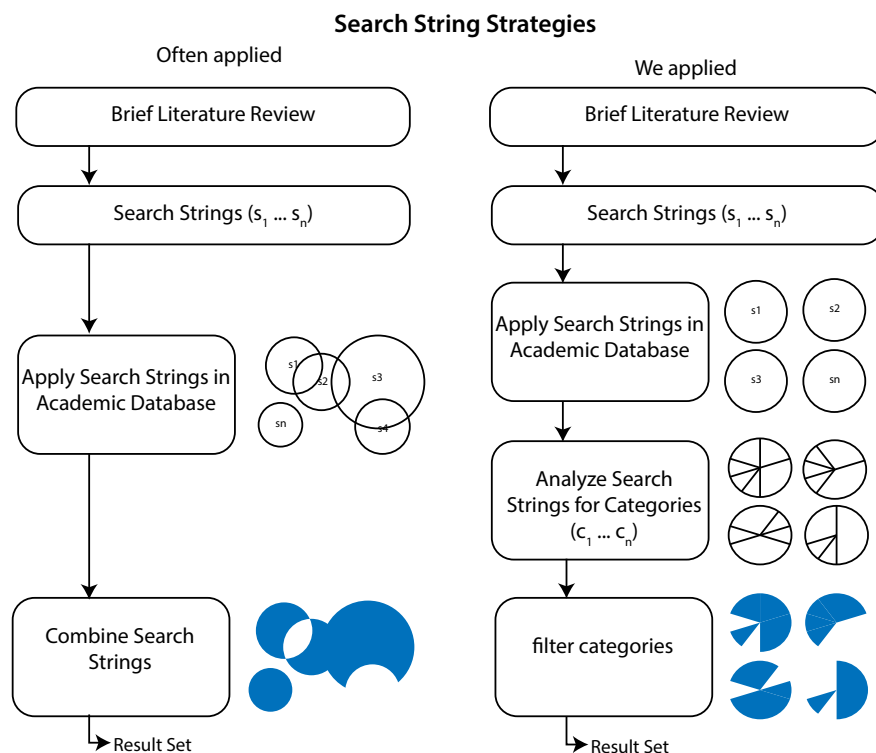 Search String Strategies
Often applied
Brief Literature Review
Search Strings (s1 ... sn)
Apply Search Strings in
Academic Database
s1
s2
s3
sn
s4
Combine Search
Strings
Result Set
We applied
Brief Literature Review
Search Strings (s1 ... sn)
Apply Search Strings in
Academic Database
s1
s2
s3
sn
Analyze Search
Strings for Categories
(c1 ... cn)
filter categories
Result Set